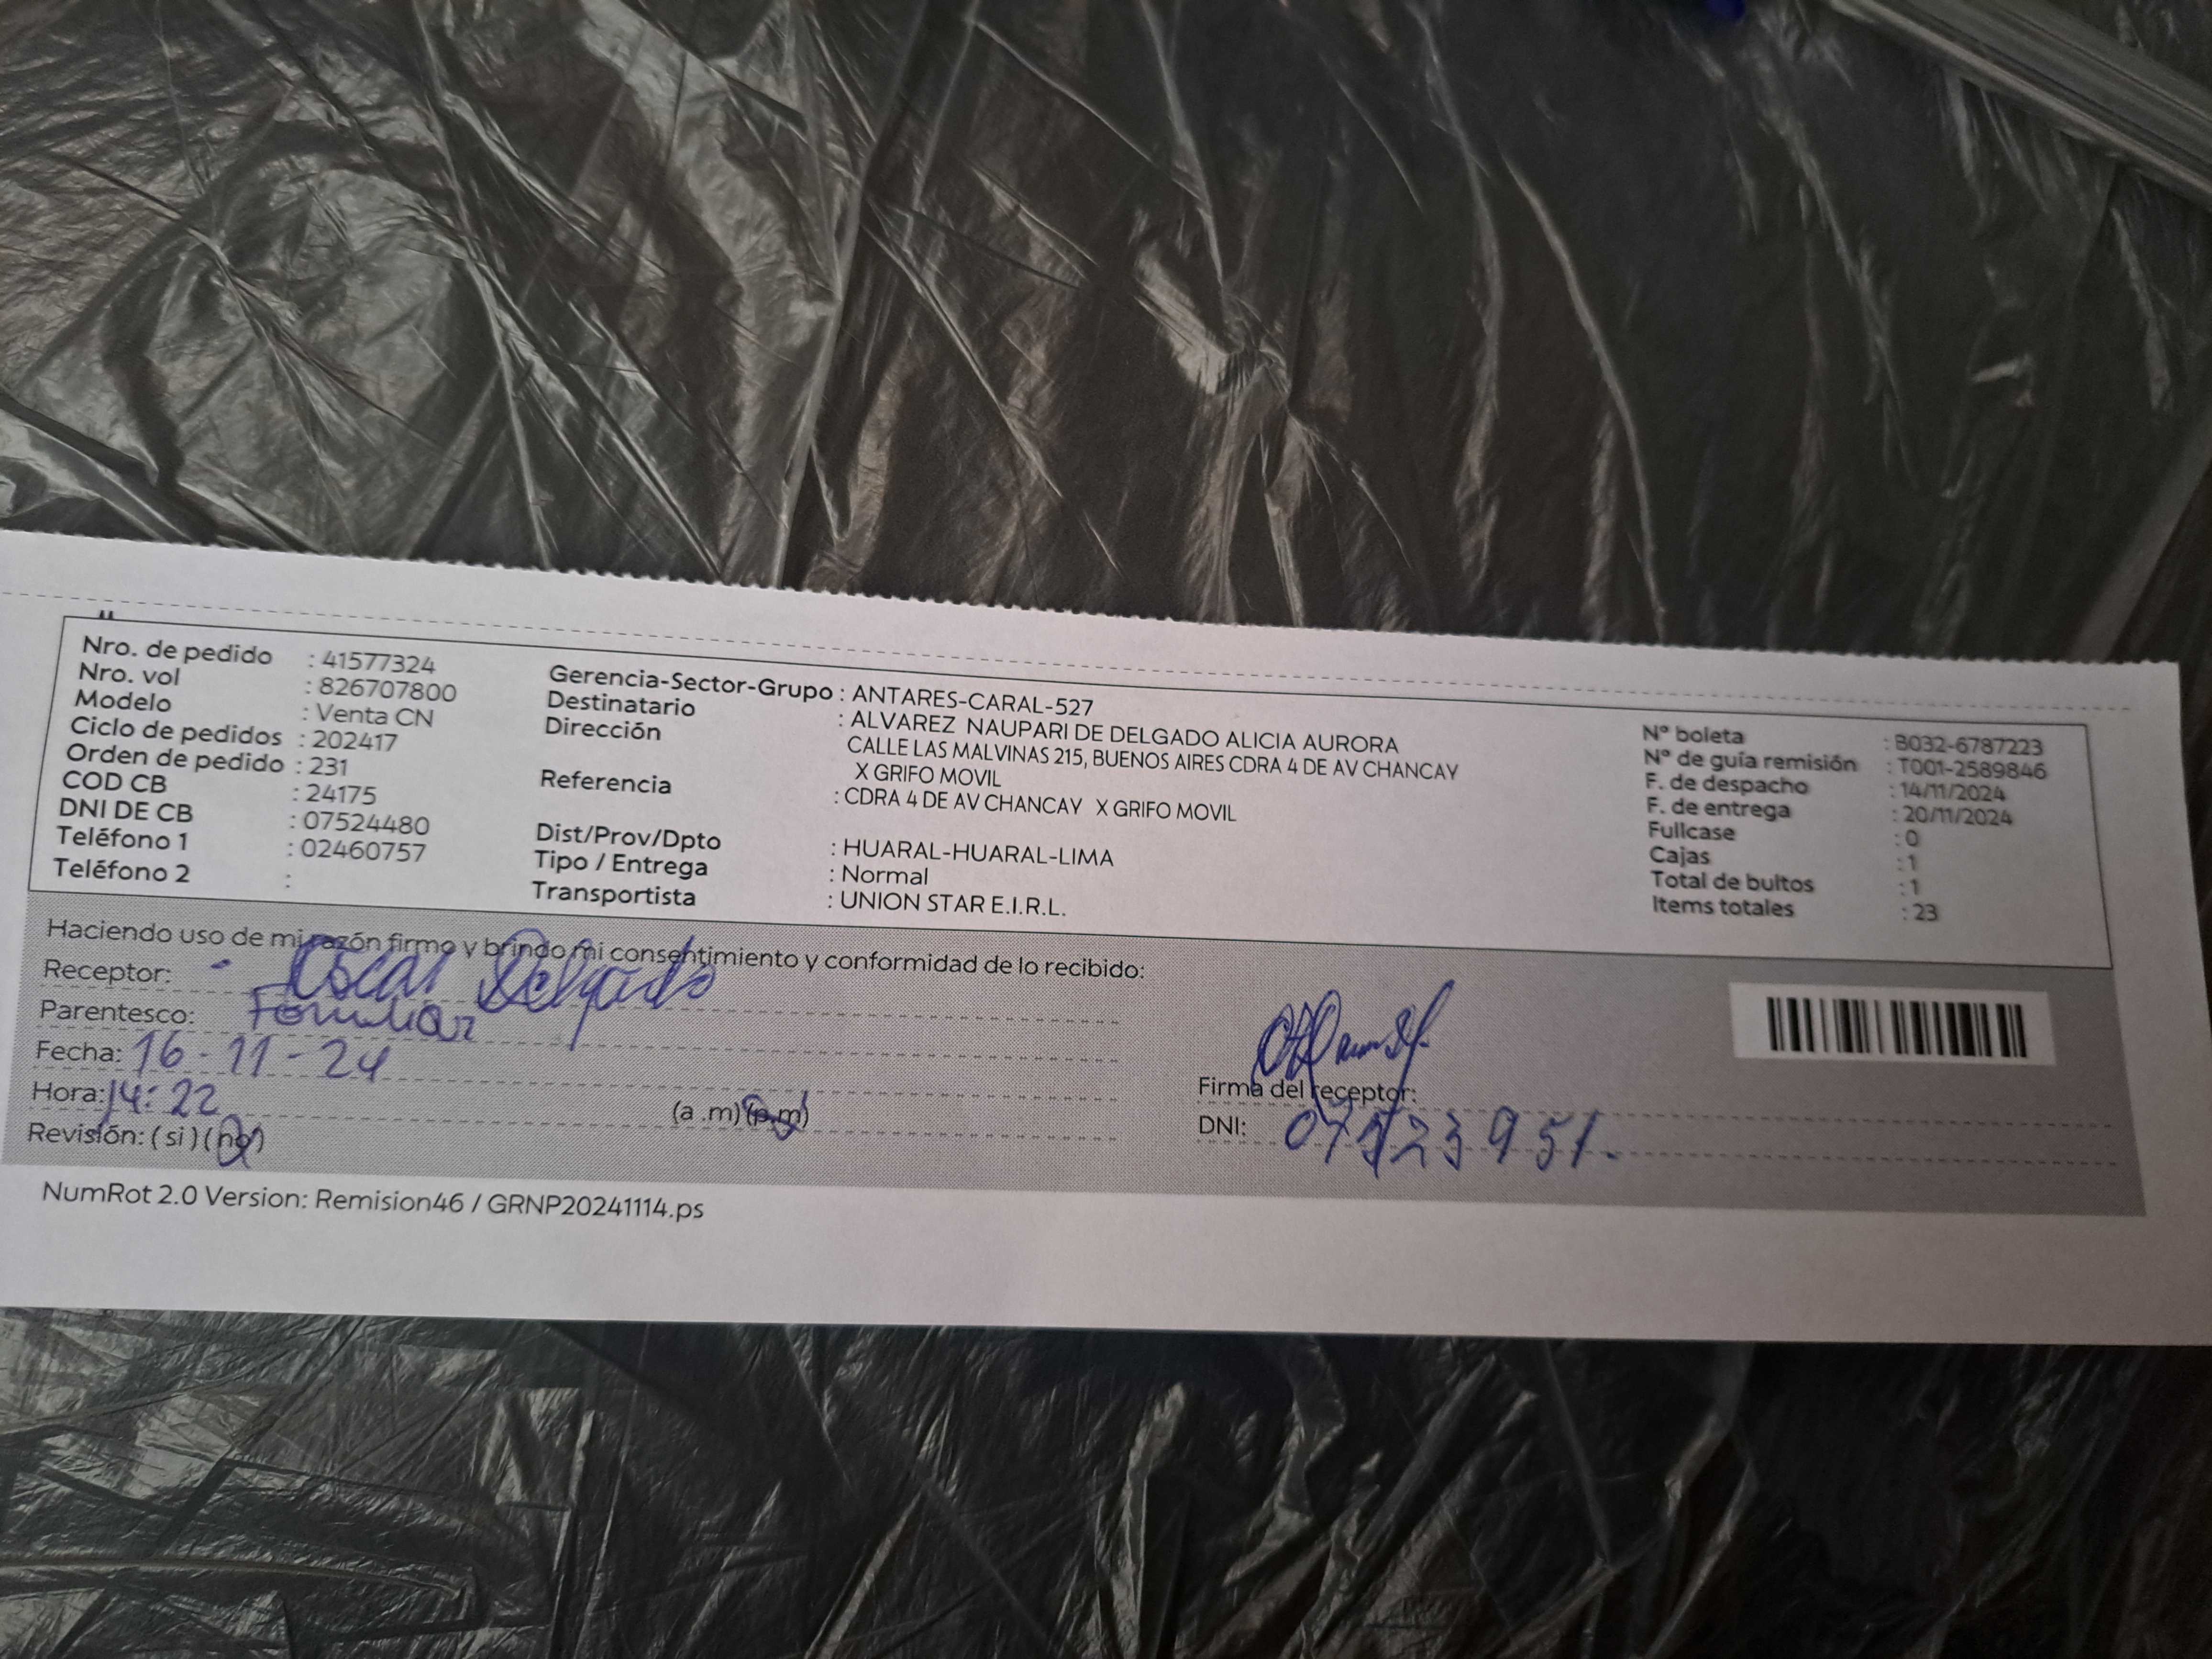 Nro. de pedido : 41577324
Nro. vol : 826707800
Modelo : Venta CN
Ciclo de pedidos : 202417
Orden de pedido : 231
COD CB : 24175
DNI DE CB : 07524480
Teléfono 1 : 02460757
Teléfono 2 :
Gerencia-Sector-Grupo : ANTARES-CARAL-527
Destinatario : ALVAREZ NAUPARI DE DELGADO ALICIA AURORA
Dirección CALLE LAS MALVINAS 215, BUENOS AIRES CDRA 4 DE AV CHANCAY
X GRIFO MOVIL
Referencia : CDRA 4 DE AV CHANCAY X GRIFO MOVIL
Dist/Prov/Dpto : HUARAL-HUARAL-LIMA
Tipo / Entrega : Normal
Transportista : UNION STAR E.I.R.L.
Nº boleta : B032-6787223
Nº de guía remisión : T001-2589846
F. de despacho : 14/11/2024
F. de entrega : 20/11/2024
Fullcase : 0
Cajas : 1
Total de bultos : 1
Items totales : 23
Haciendo uso de mi razón firmo y brindo mi consentimiento y conformidad de lo recibido:
Receptor: - Oscar Delgado
Parentesco: Familiar
Fecha: 16-11-24
Hora: 14:22 (a .m) (p.m)
Revisión: ( si ) ( no )
Firma del receptor:
DNI:
NumRot 2.0 Version: Remision46 / GRNP20241114.ps